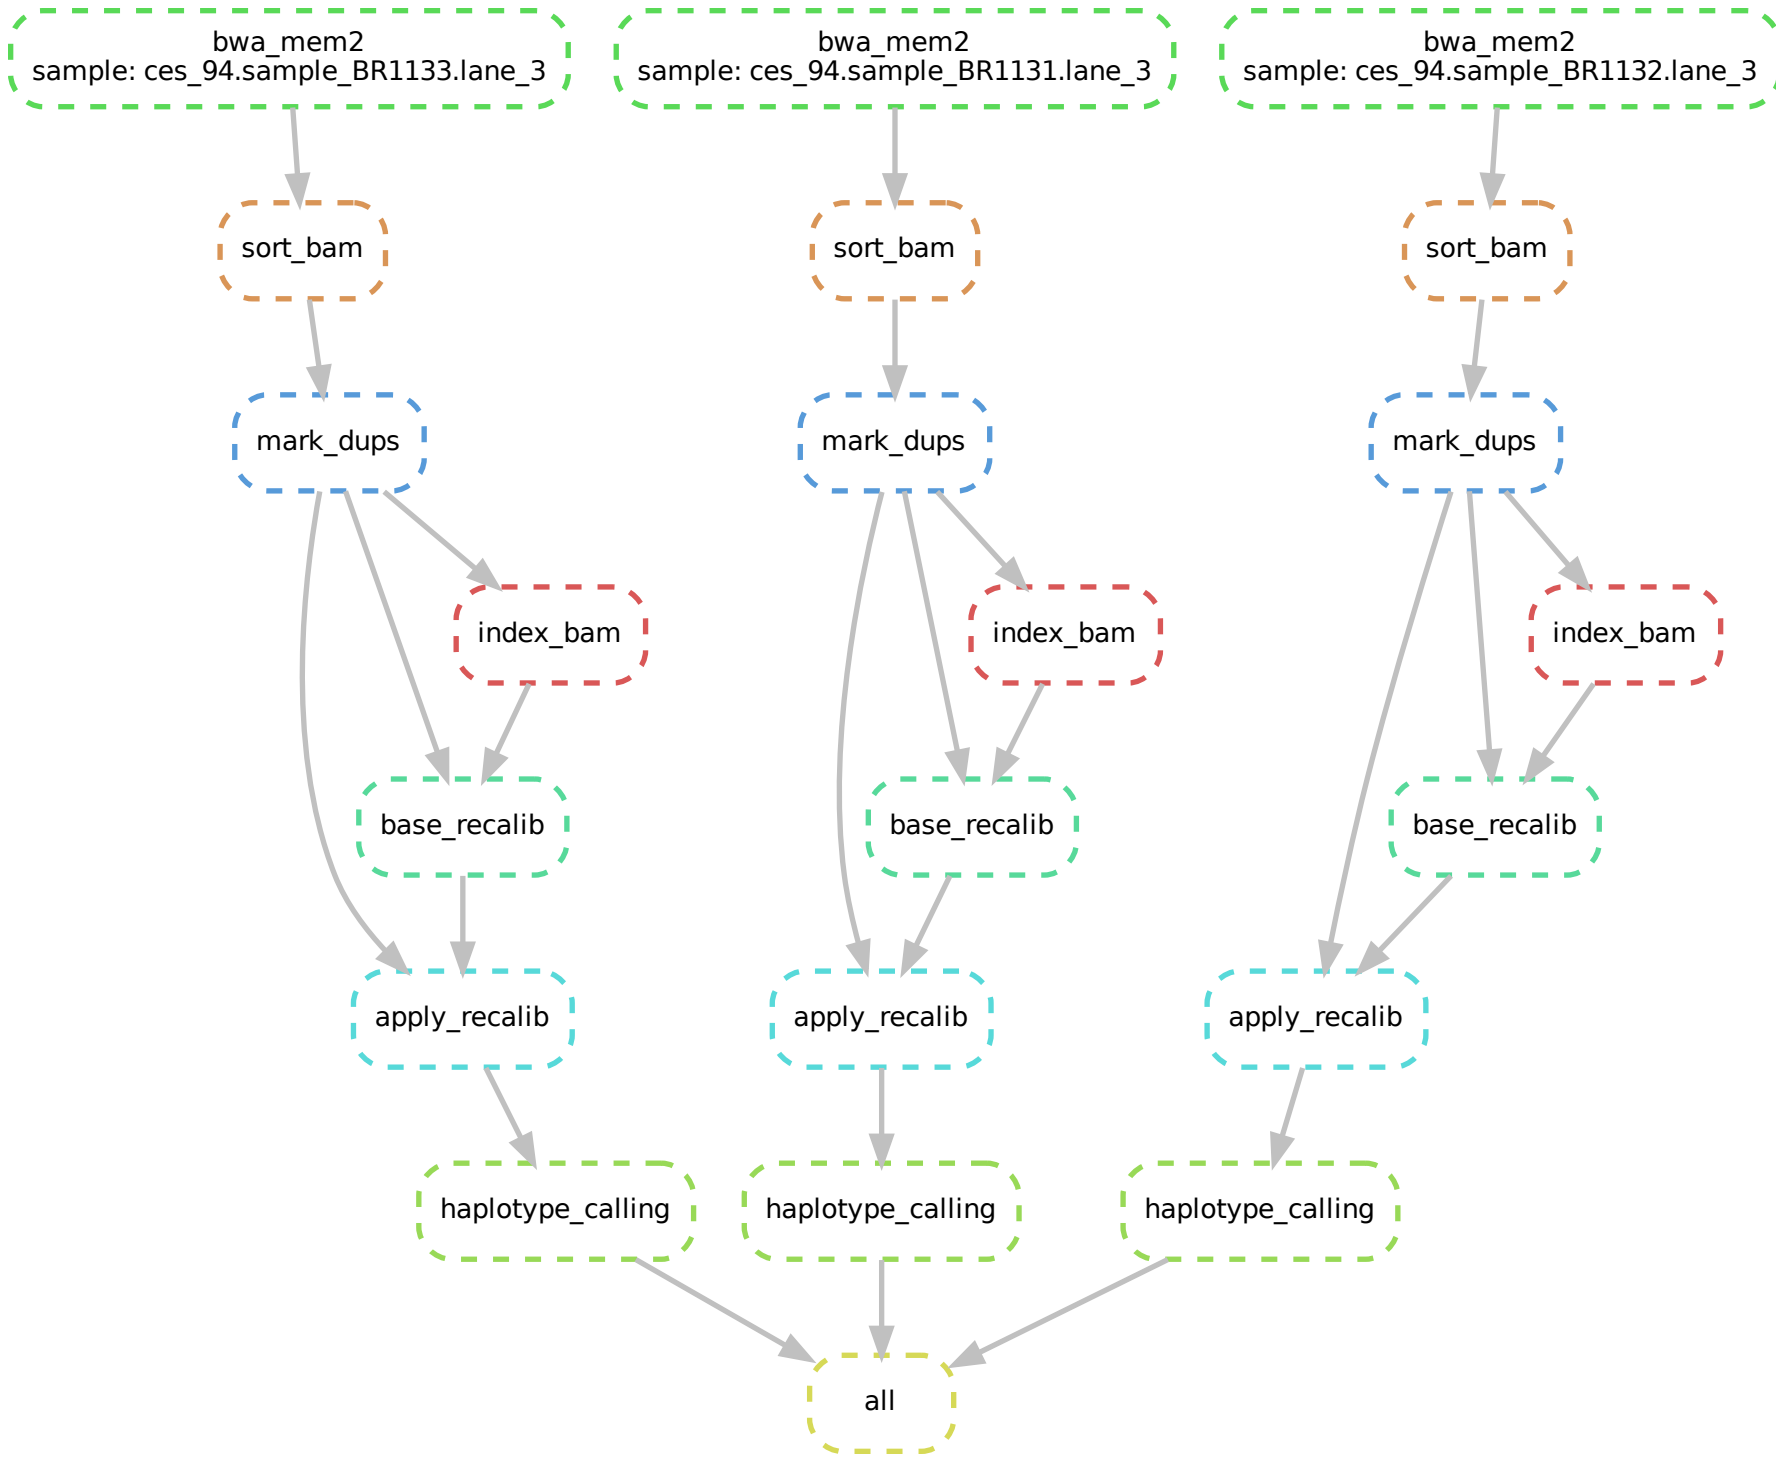 bwa_mem2
sample: ces_94.sample_BR1133.lane_3
bwa_mem2
sample: ces_94.sample_BR1131.lane_3
bwa_mem2
sample: ces_94.sample_BR1132.lane_3
sort_bam
sort_bam
sort_bam
mark_dups
mark_dups
mark_dups
index_bam
index_bam
index_bam
base_recalib
base_recalib
base_recalib
apply_recalib
apply_recalib
apply_recalib
haplotype_calling
haplotype_calling
haplotype_calling
all